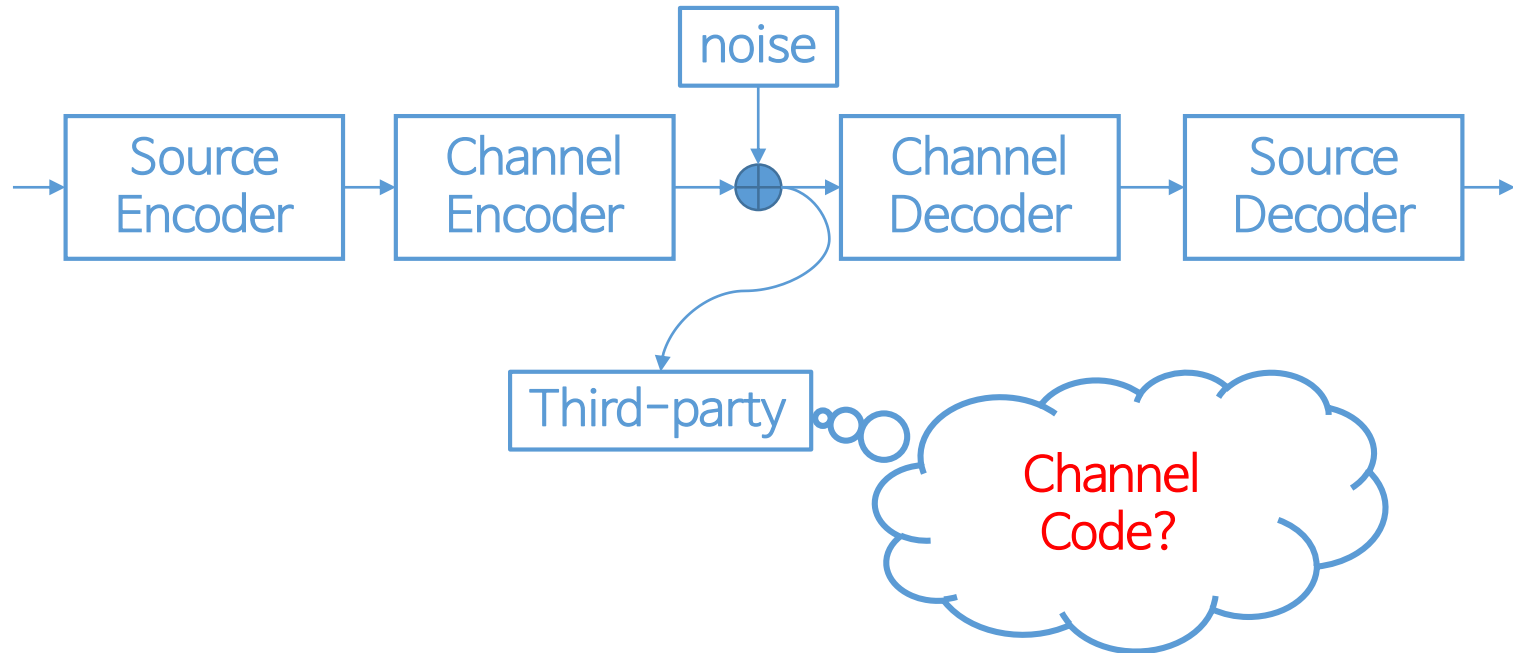 noise
Source
Encoder
Channel
Encoder
Channel
Decoder
Source
Decoder
Third-party
Channel
Code?